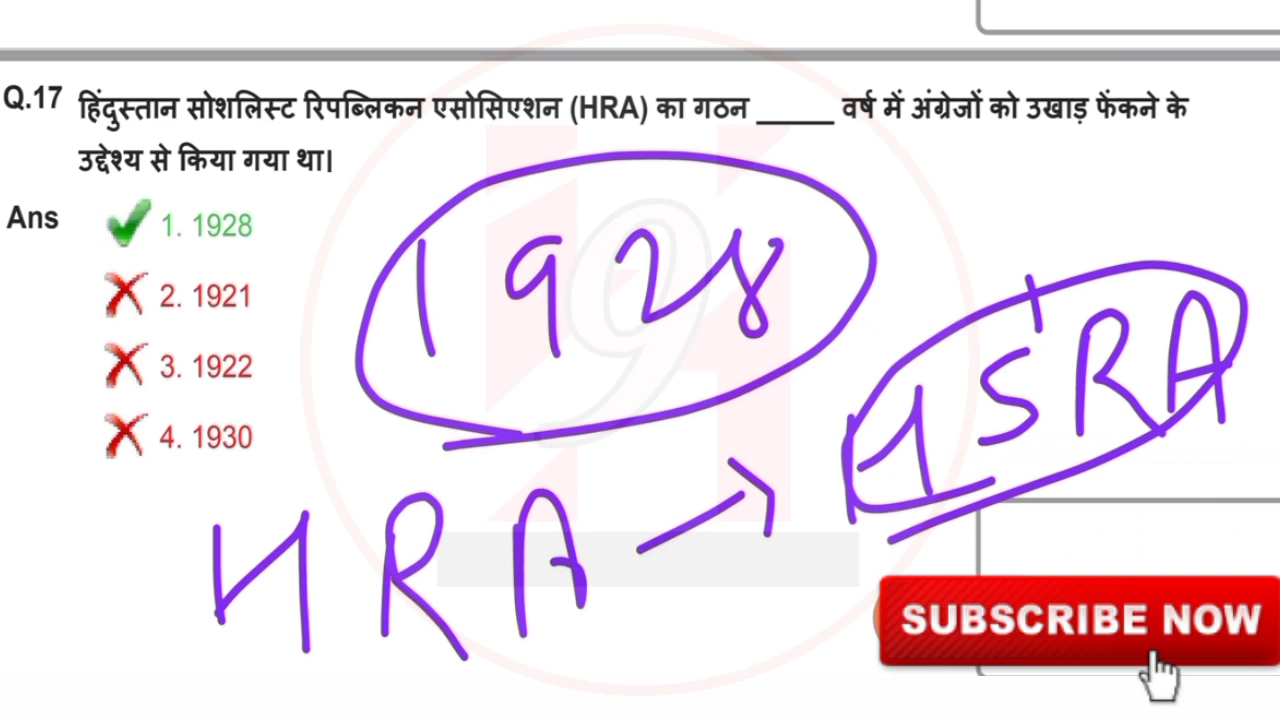 Q.17 हिंदुस्तान सोशलिस्ट रिपब्लिकन एसोसिएशन (HRA) का गठन _____ वर्ष में अंग्रेजों को उखाड़ फेंकने के
उद्देश्य से किया गया था।
Ans 1. 1928
2. 1921
3. 1922
4. 1930
1928
HRA → HSRA
SUBSCRIBE NOW